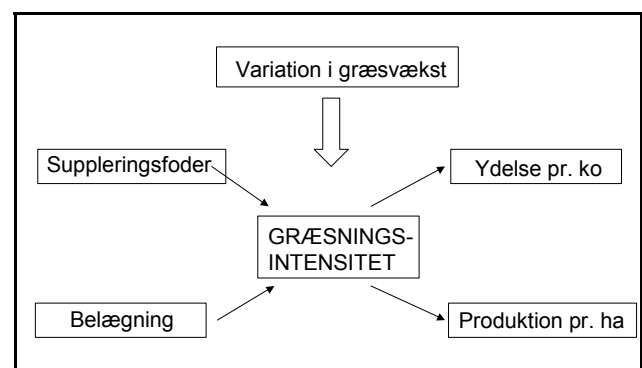 Variation i græsvækst
Suppleringsfoder
Ydelse pr. ko
GRÆSNINGS-
INTENSITET
Belægning
Produktion pr. ha